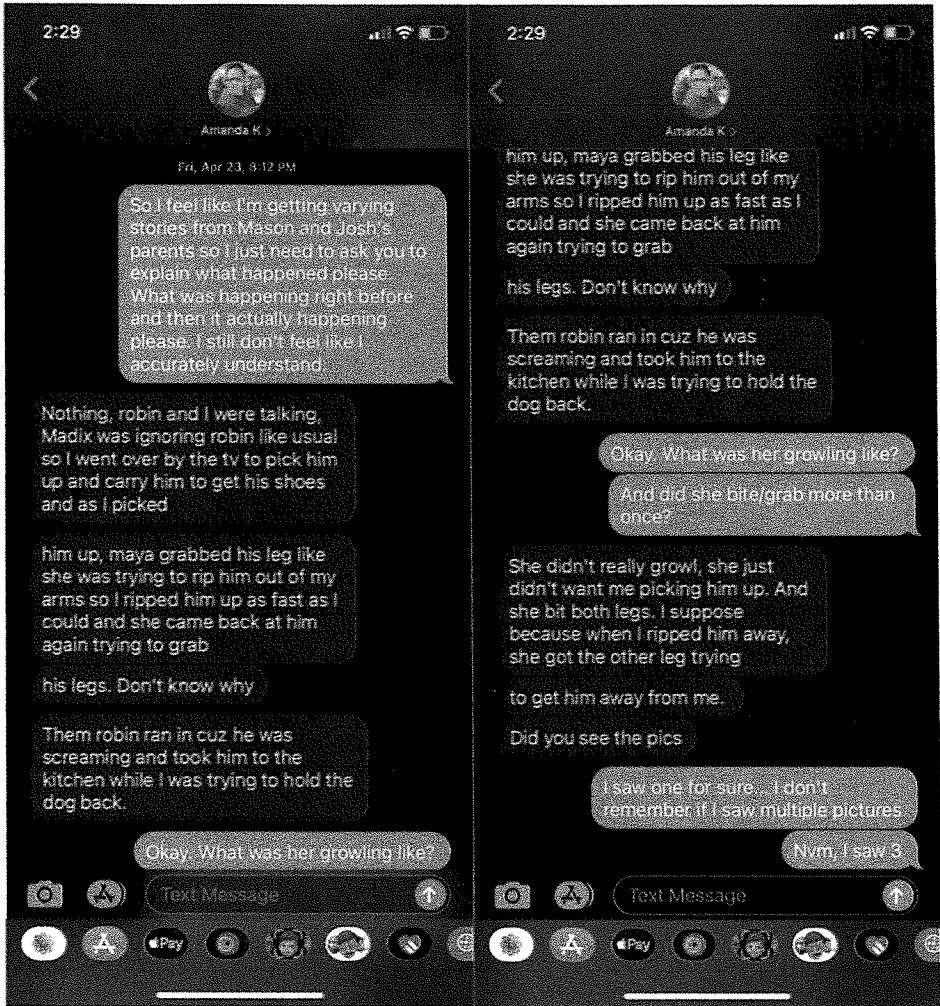 2:29
Amanda K >
Fri, Apr 23, 8:12 PM
So I feel like I'm getting varying
stories from Mason and Josh's
parents so I just need to ask you to
explain what happened please.
What was happening right before
and then it actually happening
please. I still don't feel like I
accurately understand.
Nothing, robin and I were talking,
Madix was ignoring robin like usual
so I went over by the tv to pick him
up and carry him to get his shoes
and as I picked
him up, maya grabbed his leg like
she was trying to rip him out of my
arms so I ripped him up as fast as I
could and she came back at him
again trying to grab
his legs. Don't know why
Them robin ran in cuz he was
screaming and took him to the
kitchen while I was trying to hold the
dog back.
Okay. What was her growling like?
Text Message
Pay
2:29
Amanda K >
him up, maya grabbed his leg like
she was trying to rip him out of my
arms so I ripped him up as fast as I
could and she came back at him
again trying to grab
his legs. Don't know why
Them robin ran in cuz he was
screaming and took him to the
kitchen while I was trying to hold the
dog back.
Okay. What was her growling like?
And did she bite/grab more than
once?
She didn't really growl, she just
didn't want me picking him up. And
she bit both legs. I suppose
because when I ripped him away,
she got the other leg trying
to get him away from me.
Did you see the pics
I saw one for sure... I don't
remember if I saw multiple pictures
Nvm, I saw 3
Text Message
Pay